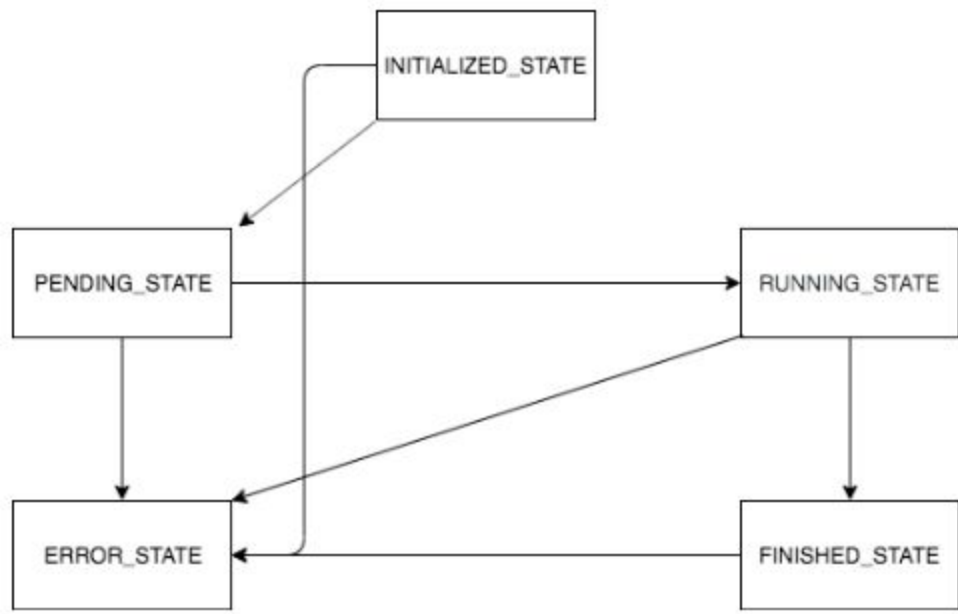 INITIALIZED_STATE
PENDING_STATE
RUNNING_STATE
ERROR_STATE
FINISHED_STATE